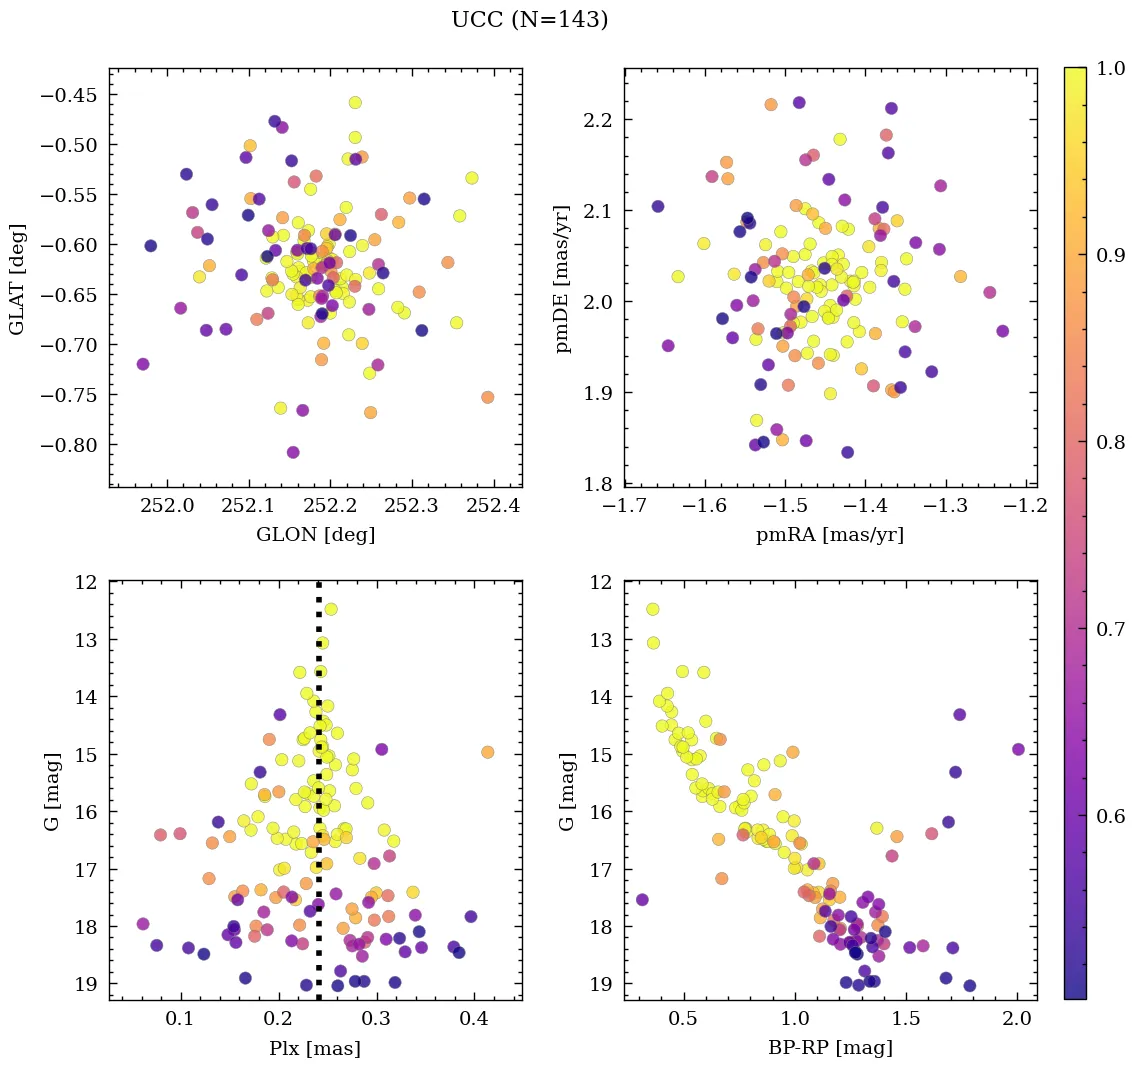 UCC (N=143)
−0.45
−0.50
−0.55
−0.60
−0.65
−0.70
−0.75
−0.80
GLAT [deg]
252.0 252.1 252.2 252.3 252.4
GLON [deg]
2.2
2.1
2.0
1.9
1.8
pmDE [mas/yr]
−1.7 −1.6 −1.5 −1.4 −1.3 −1.2
pmRA [mas/yr]
12
13
14
15
16
17
18
19
G [mag]
0.1 0.2 0.3 0.4
Plx [mas]
12
13
14
15
16
17
18
19
G [mag]
0.5 1.0 1.5 2.0
BP-RP [mag]
1.0
0.9
0.8
0.7
0.6